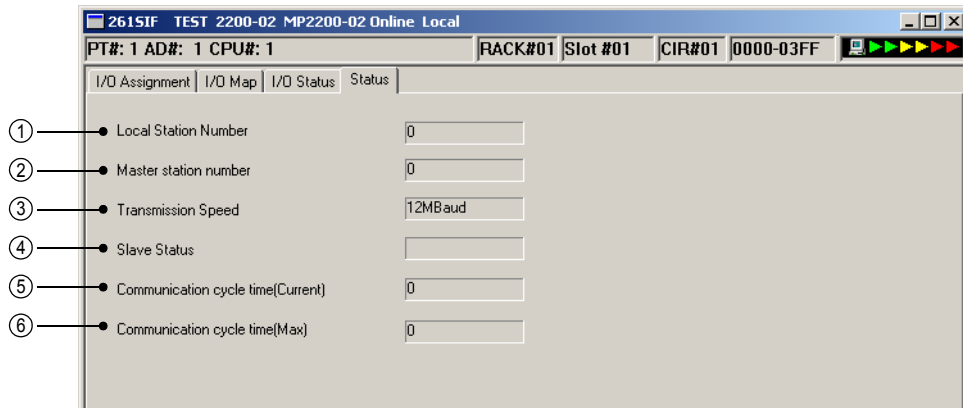 261SIF TEST 2200-02 MP2200-02 Online Local
PT#: 1 AD#: 1 CPU#: 1 RACK#01 Slot #01 CIR#01 0000-03FF
I/O Assignment I/O Map I/O Status Status
① Local Station Number 0
② Master station number 0
③ Transmission Speed 12MBaud
④ Slave Status
⑤ Communication cycle time(Current) 0
⑥ Communication cycle time(Max) 0